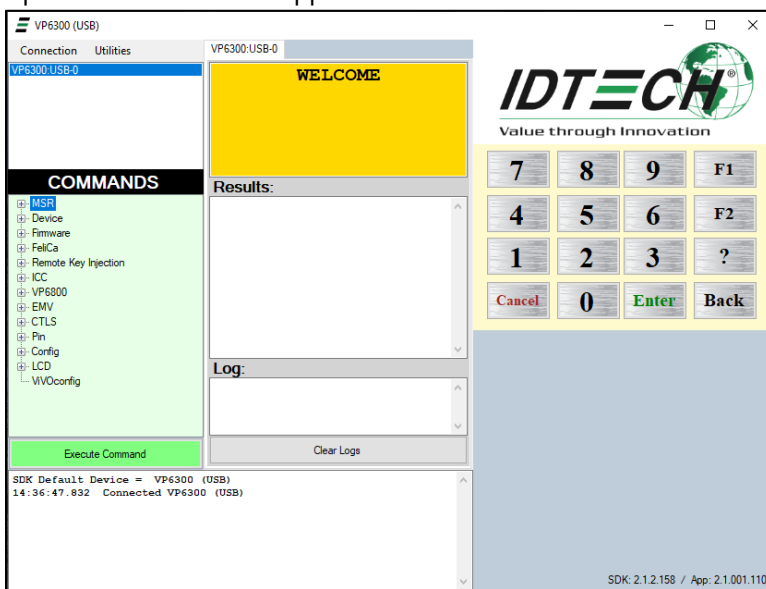 VP6300 (USB)
Connection Utilities
VP6300:USB-0
VP6300:USB-0
COMMANDS
MSR
Device
Firmware
FeliCa
Remote Key Injection
ICC
VP6800
EMV
CTLS
Pin
Config
LCD
ViVOconfig
Execute Command
WELCOME
Results:
Log:
Clear Logs
SDK Default Device = VP6300 (USB)
14:36:47.832 Connected VP6300 (USB)
IDTECH®
Value through Innovation
7 8 9 F1
4 5 6 F2
1 2 3 ?
Cancel 0 Enter Back
SDK: 2.1.2.158 / App: 2.1.001.110